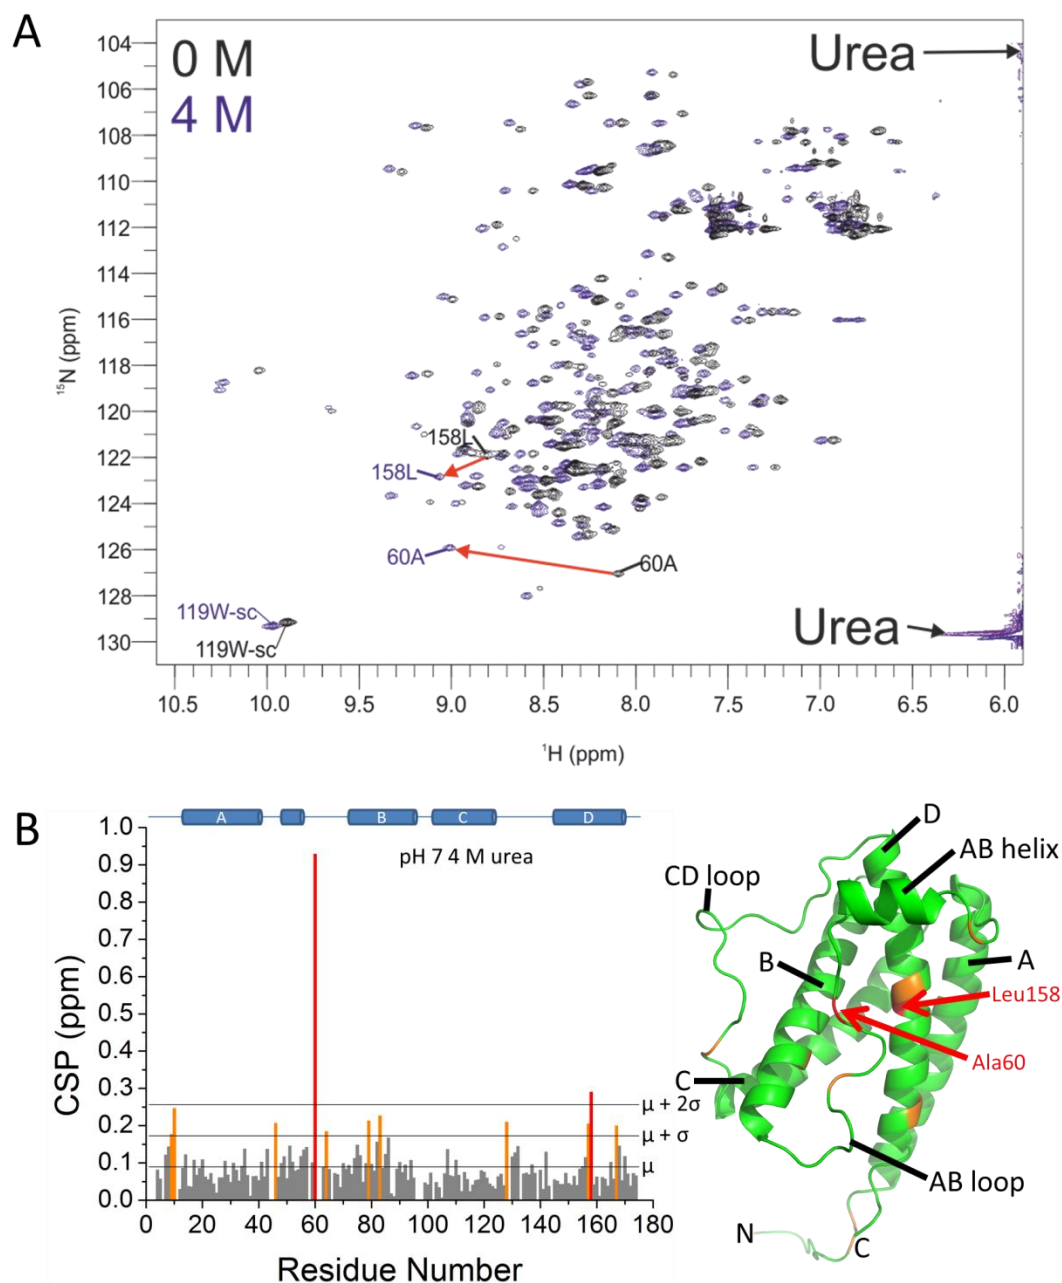 A
0 M
4 M
Urea
104
106
108
110
112
114
116
118
120
122
124
126
128
130
¹⁵N (ppm)
158L
158L
60A
60A
119W-sc
119W-sc
Urea
10.5
10.0
9.5
9.0
8.5
8.0
7.5
7.0
6.5
6.0
¹H (ppm)
B
A
B
C
D
pH 7 4 M urea
1.0
0.9
0.8
0.7
0.6
0.5
0.4
0.3
0.2
0.1
0.0
CSP (ppm)
μ + 2σ
μ + σ
μ
0 20 40 60 80 100 120 140 160 180
Residue Number
D
AB helix
CD loop
B
A
Leu158
Ala60
C
AB loop
N
C